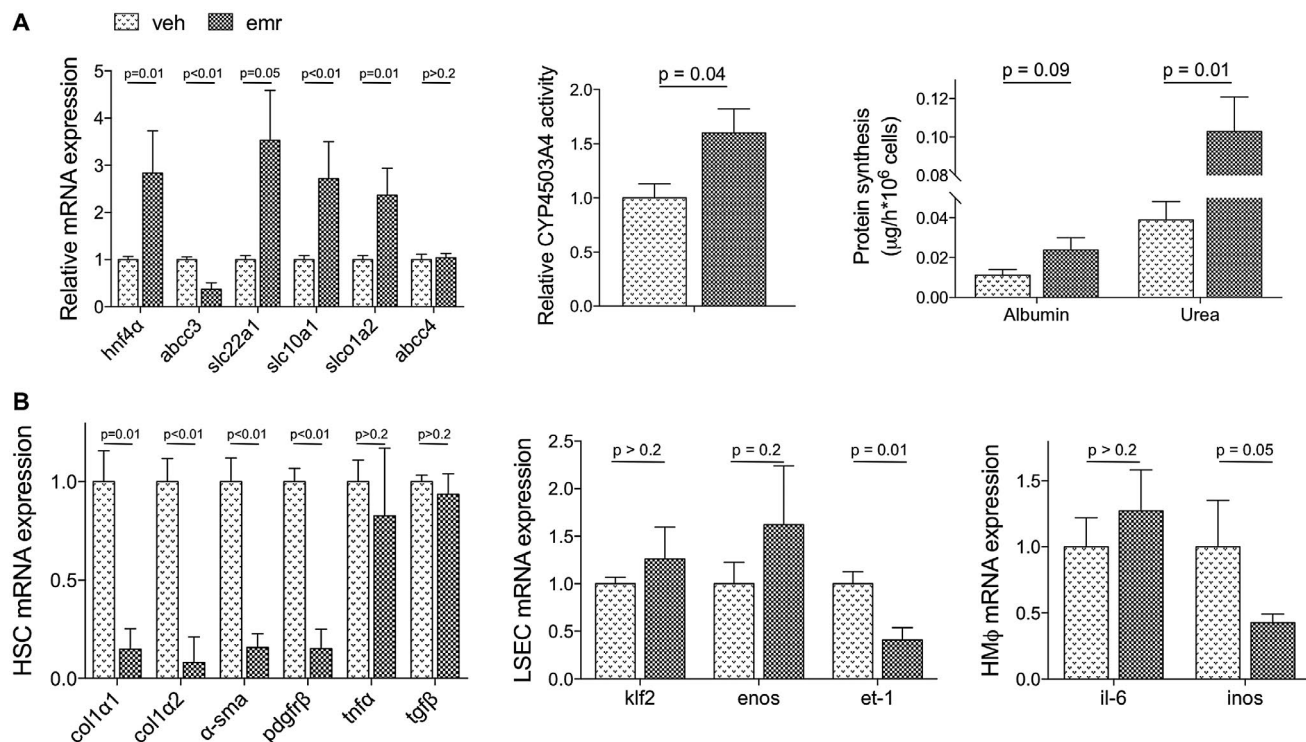 A
veh emr
Relative mRNA expression
5
4
3
2
1
0
p=0.01 p<0.01 p=0.05 p<0.01 p=0.01 p>0.2
hnf4α abcc3 slc22a1 slc10a1 slco1a2 abcc4
Relative CYP4503A4 activity
2.0
1.5
1.0
0.5
0.0
p = 0.04
Protein synthesis
(µg/h*10⁶ cells)
0.12
0.10
0.08
0.04
0.02
0.00
p = 0.09 p = 0.01
Albumin Urea
B
HSC mRNA expression
1.0
0.5
0.0
p=0.01 p<0.01 p<0.01 p<0.01 p>0.2 p>0.2
col1α1 col1α2 α-sma pdgfrβ tnfα tgfβ
LSEC mRNA expression
2.5
2.0
1.5
1.0
0.5
0.0
p > 0.2 p = 0.2 p = 0.01
klf2 enos et-1
HMϕ mRNA expression
1.5
1.0
0.5
0.0
p > 0.2 p = 0.05
il-6 inos